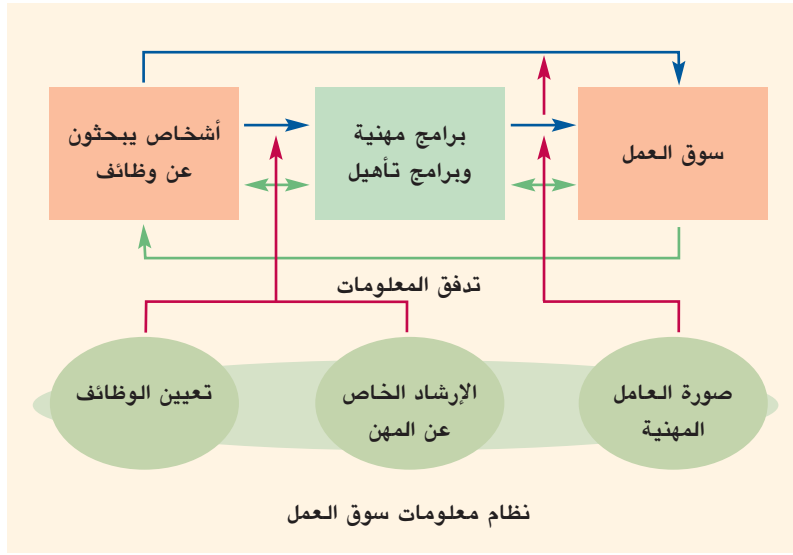 سوق العمل
برامج مهنية
وبرامج تأهيل
أشخاص يبحثون
عن وظائف
تدفق المعلومات
صورة العامل
المهنية
الإرشاد الخاص
عن المهن
تعيين الوظائف
نظام معلومات سوق العمل